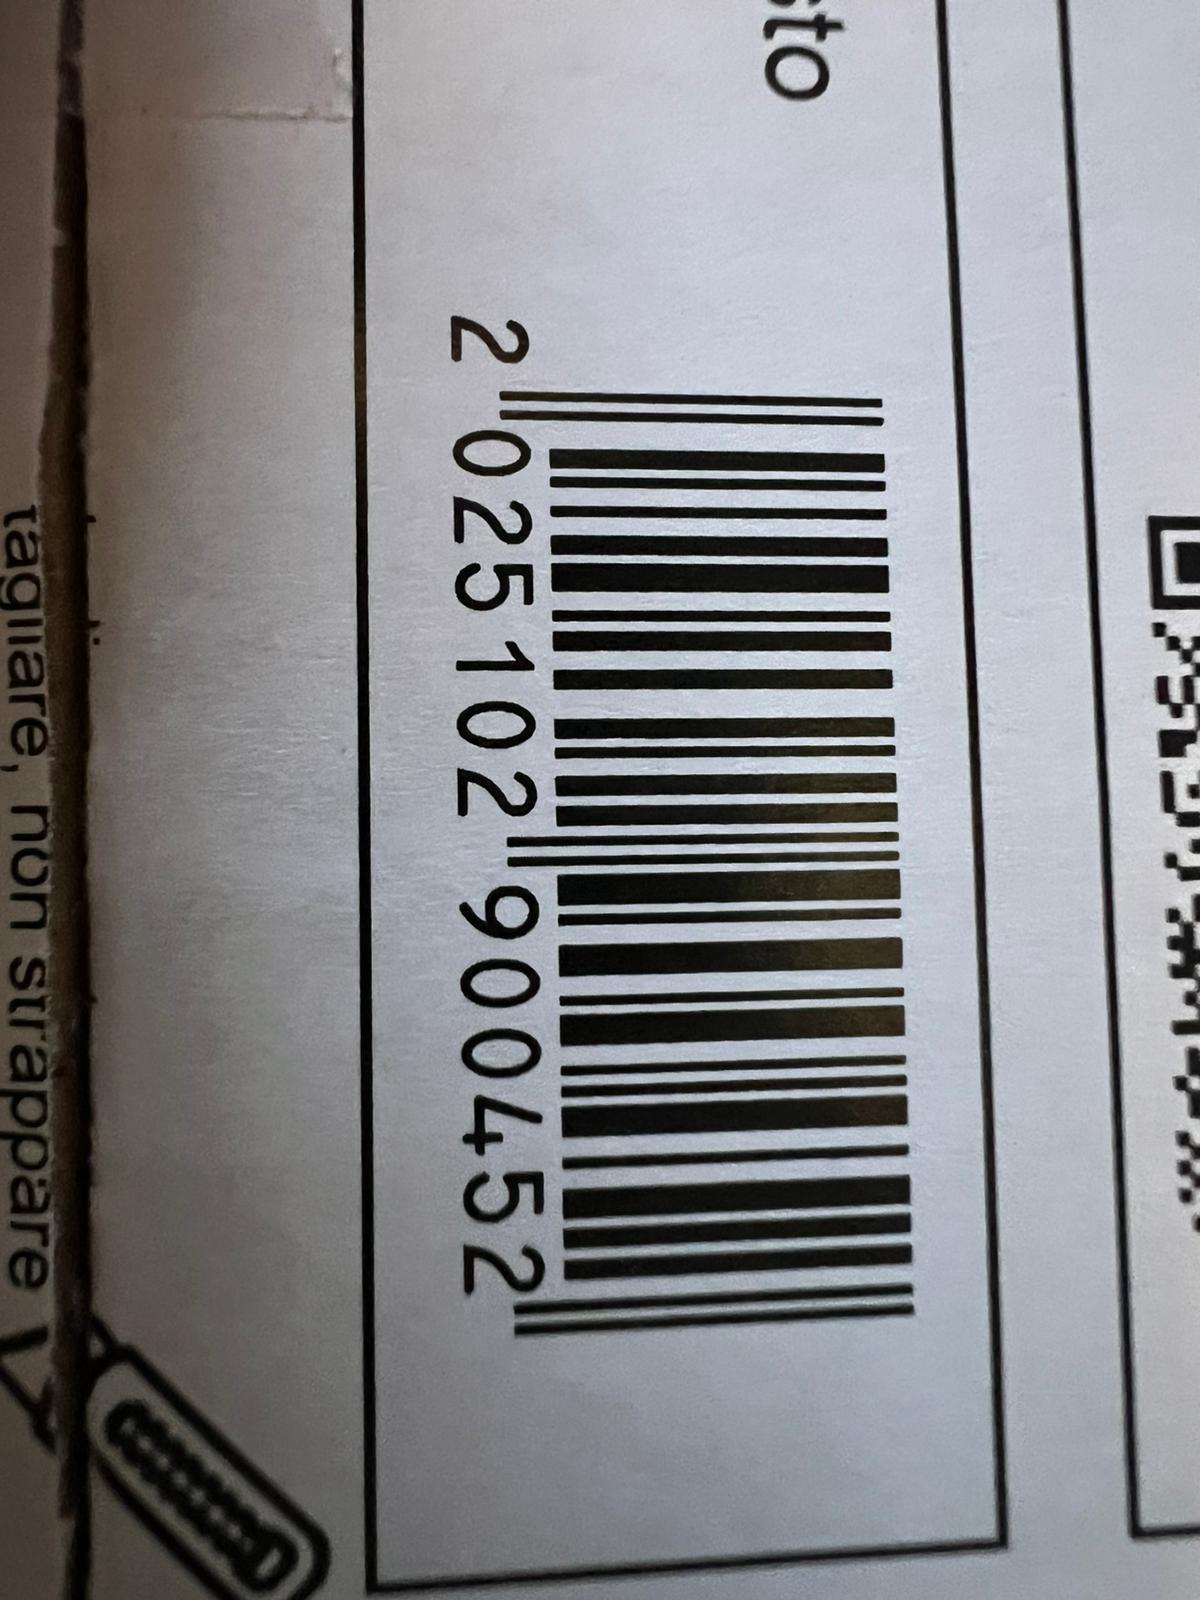 sto
2 025102 900452
tagliare, non strappare